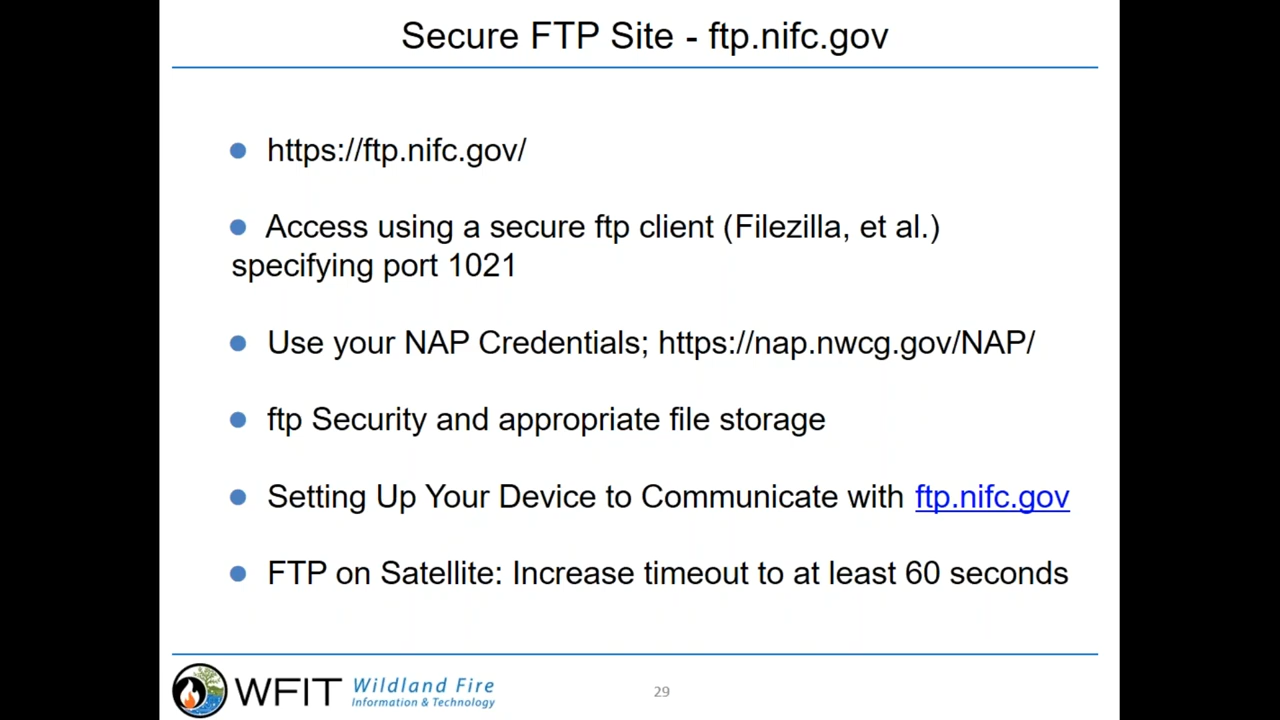 Secure FTP Site - ftp.nifc.gov
https://ftp.nifc.gov/
Access using a secure ftp client (Filezilla, et al.)
specifying port 1021
Use your NAP Credentials; https://nap.nwcg.gov/NAP/
ftp Security and appropriate file storage
Setting Up Your Device to Communicate with ftp.nifc.gov
FTP on Satellite: Increase timeout to at least 60 seconds
WFIT Wildland Fire
Information & Technology
29